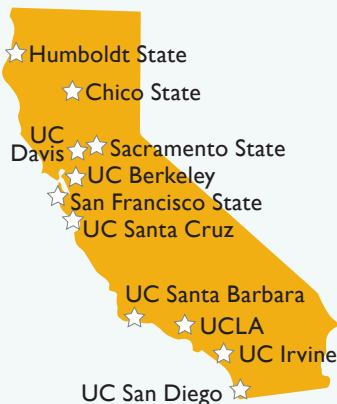 Humboldt State
Chico State
UC
Davis
Sacramento State
UC Berkeley
San Francisco State
UC Santa Cruz
UC Santa Barbara
UCLA
UC Irvine
UC San Diego